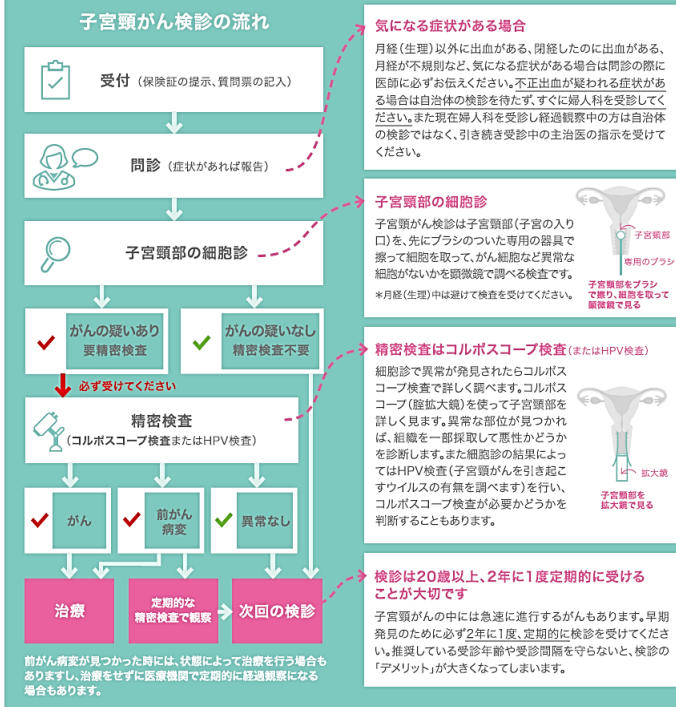 子宮頸がん検診の流れ
受付（保険証の提示、質問票の記入）
問診（症状があれば報告）
子宮頸部の細胞診
がんの疑いあり
要精密検査
がんの疑いなし
精密検査不要
必ず受けてください
精密検査
（コルポスコープ検査またはHPV検査）
がん
前がん
病変
異常なし
治療
定期的な
精密検査で観察
次回の検診
前がん病変が見つかった時には、状態によって治療を行う場合も
ありますし、治療をせずに医療機関で定期的に経過観察になる
場合もあります。
気になる症状がある場合
月経（生理）以外に出血がある、閉経したのに出血がある、
月経が不規則など、気になる症状がある場合は問診の際に
医師に必ずお伝えください。不正出血が疑われる症状があ
る場合は自治体の検診を待たず、すぐに婦人科を受診してく
ださい。また現在婦人科を受診し経過観察中の方は自治体
の検診ではなく、引き続き受診中の主治医の指示を受けて
ください。
子宮頸部の細胞診
子宮頸がん検診は子宮頸部（子宮の入り
口）を、先にブラシのついた専用の器具で
擦って細胞を取って、がん細胞など異常な
細胞がないかを顕微鏡で調べる検査です。
＊月経（生理）中は避けて検査を受けてください。
子宮頸部
専用のブラシ
子宮頸部をブラシ
で擦り、細胞を取って
顕微鏡で見る
精密検査はコルポスコープ検査（またはHPV検査）
細胞診で異常が発見されたらコルポス
コープ検査で詳しく調べます。コルポス
コープ（腟拡大鏡）を使って子宮頸部を
詳しく見ます。異常な部位が見つかれ
ば、組織を一部採取して悪性かどうか
を診断します。また細胞診の結果によっ
てはHPV検査（子宮頸がんを引き起こ
すウイルスの有無を調べます）を行い、
コルポスコープ検査が必要かどうかを
判断することもあります。
拡大鏡
子宮頸部を
拡大鏡で見る
検診は20歳以上、2年に1度定期的に受ける
ことが大切です
子宮頸がんの中には急速に進行するがんもあります。早期
発見のために必ず2年に1度、定期的に検診を受けてくださ
い。推奨している受診年齢や受診間隔を守らないと、検診の
「デメリット」が大きくなってしまいます。